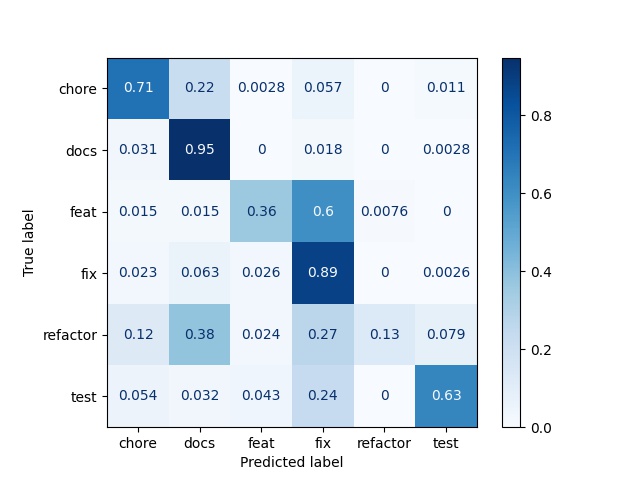 chore 0.71 0.22 0.0028 0.057 0 0.011
docs 0.031 0.95 0 0.018 0 0.0028
feat 0.015 0.015 0.36 0.6 0.0076 0
fix 0.023 0.063 0.026 0.89 0 0.0026
refactor 0.12 0.38 0.024 0.27 0.13 0.079
test 0.054 0.032 0.043 0.24 0 0.63
chore docs feat fix refactor test
Predicted label
True label
0.8
0.6
0.4
0.2
0.0